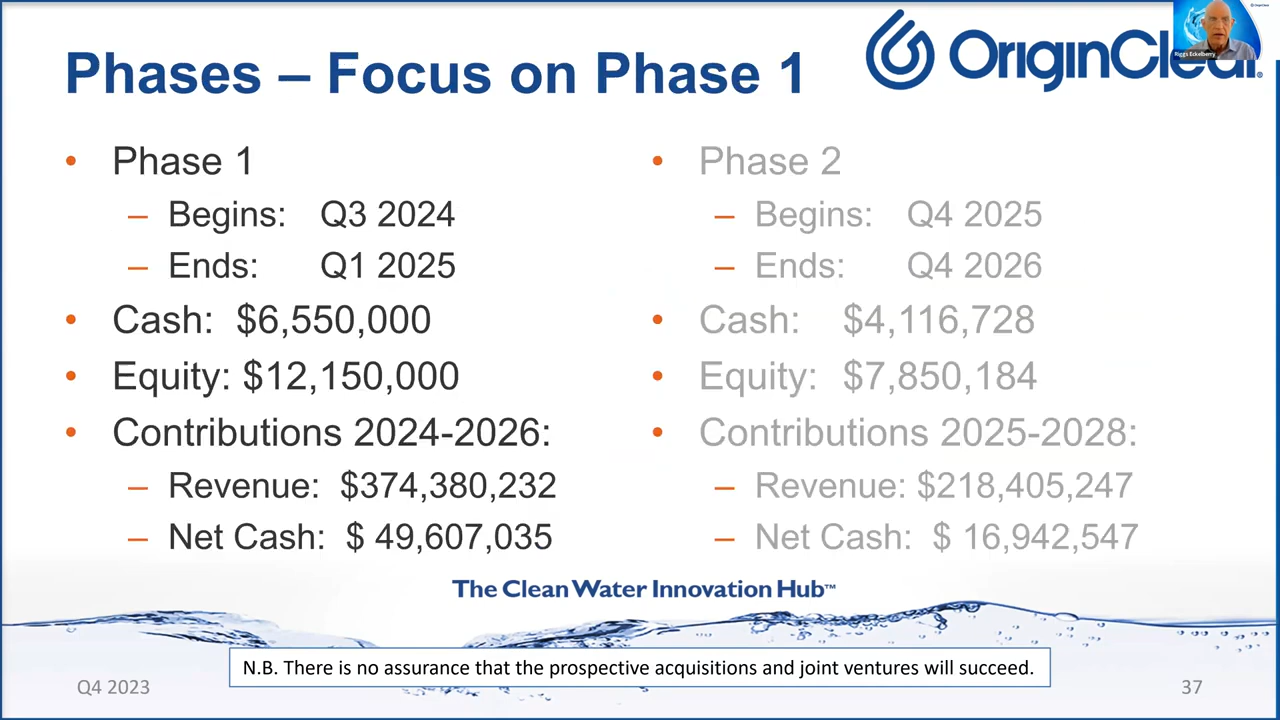 Phases – Focus on Phase 1
OriginClear®
Riggs Eckelberry
• Phase 1
– Begins: Q3 2024
– Ends: Q1 2025
• Cash: $6,550,000
• Equity: $12,150,000
• Contributions 2024-2026:
– Revenue: $374,380,232
– Net Cash: $ 49,607,035
• Phase 2
– Begins: Q4 2025
– Ends: Q4 2026
• Cash: $4,116,728
• Equity: $7,850,184
• Contributions 2025-2028:
– Revenue: $218,405,247
– Net Cash: $ 16,942,547
The Clean Water Innovation Hub™
N.B. There is no assurance that the prospective acquisitions and joint ventures will succeed.
Q4 2023
37